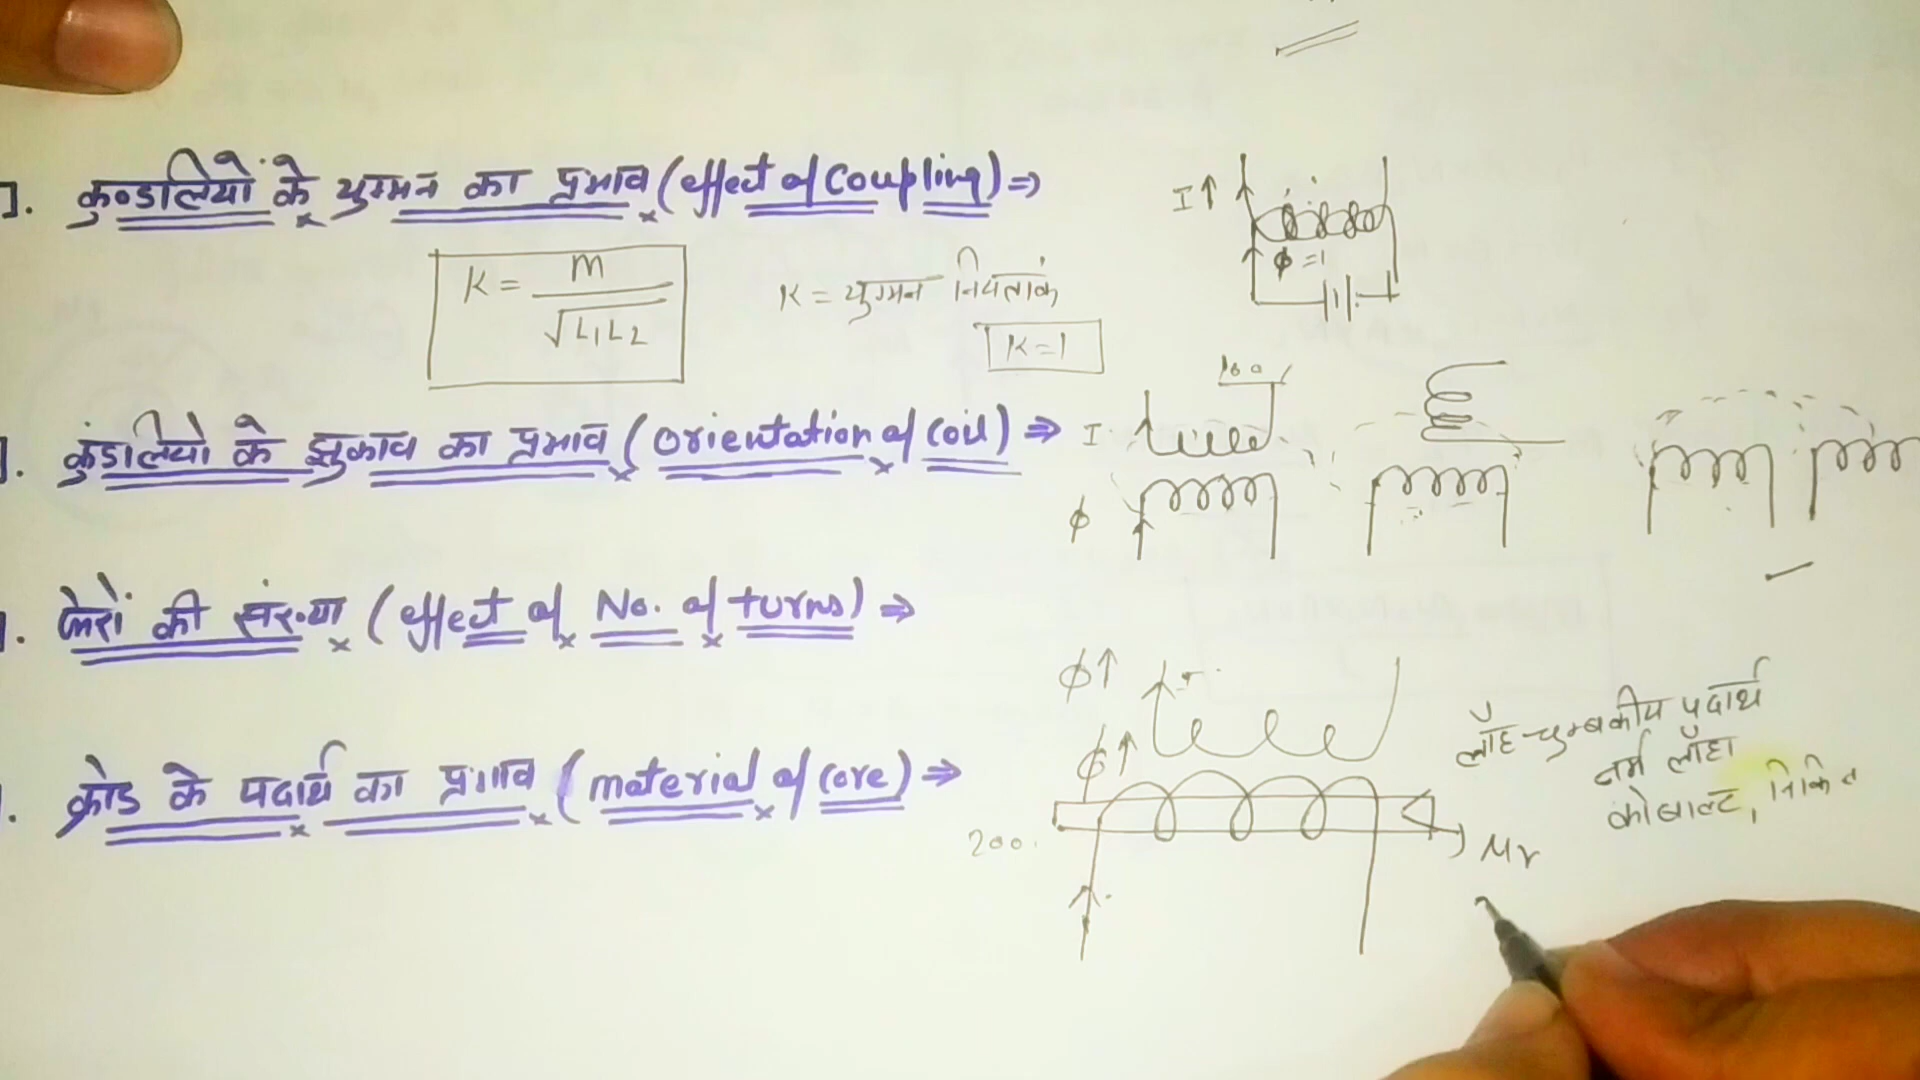 ]. कुण्डलियों के युग्मन का प्रभाव (effect of Coupling) ⇒
I↑
ϕ = 1
K = M / √L₁L₂
K = युग्मन नियतांक
K = 1
100
]. कुंडलियो के झुकाव का प्रभाव (orientation of coil) ⇒ I
ϕ
]. फेरों की संख्या (effect of No. of turns) ⇒
ϕ↑ I
लौह-चुम्बकीय पदार्थ
नर्म लौहा
कोबाल्ट, निकिल
ϕ↑
]. क्रोड के पदार्थ का प्रभाव (material of core) ⇒
200
μr